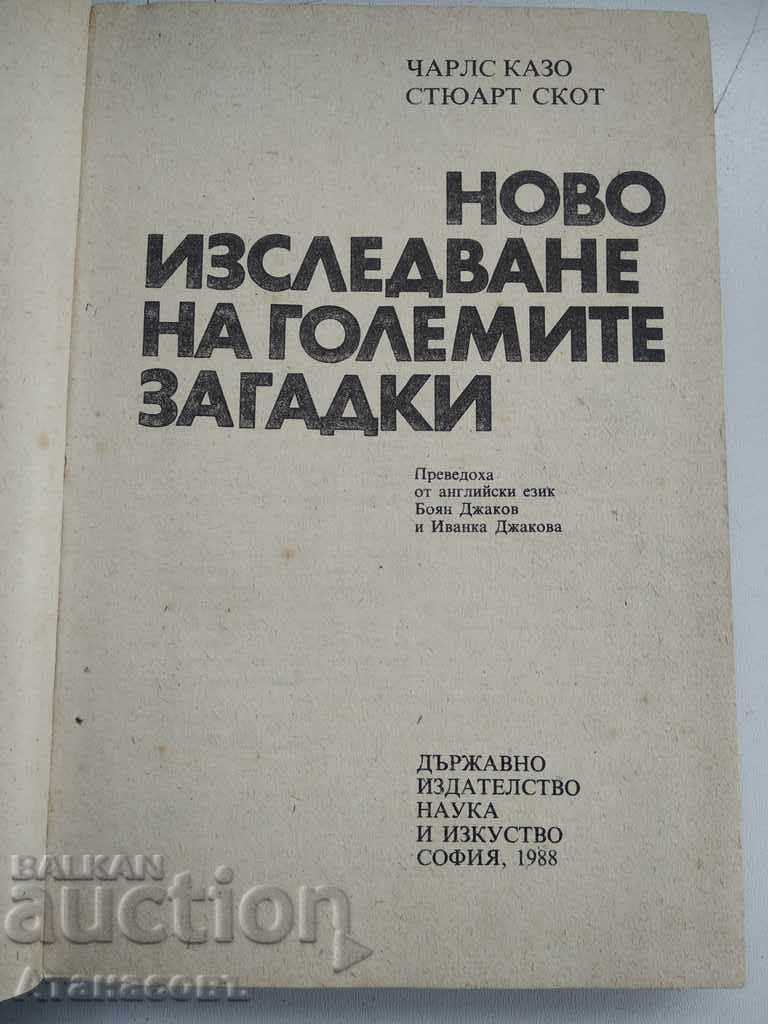 ЧАРЛС КАЗО
СТЮАРТ СКОТ
НОВО
ИЗСЛЕДВАНЕ
НА ГОЛЕМИТЕ
ЗАГАДКИ
Преведоха
от английски език
Боян Джаков
и Иванка Джакова
ДЪРЖАВНО
ИЗДАТЕЛСТВО
НАУКА
И ИЗКУСТВО
СОФИЯ, 1988
BALKAN
auction
Атанасовъ